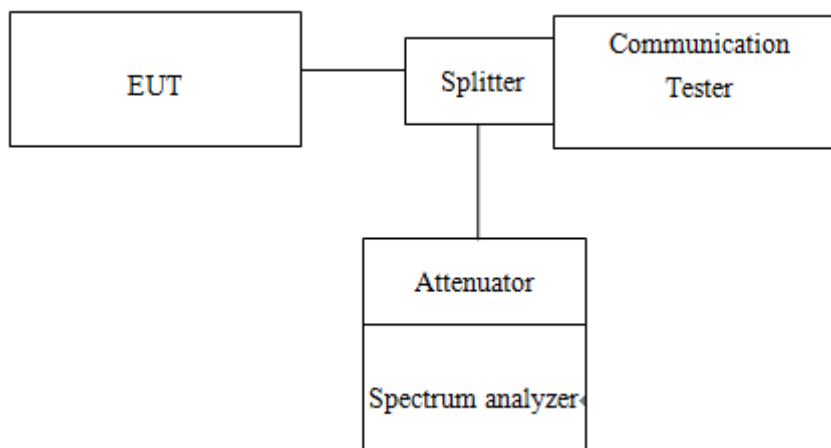 EUT
Splitter
Communication
Tester
Attenuator
Spectrum analyzer